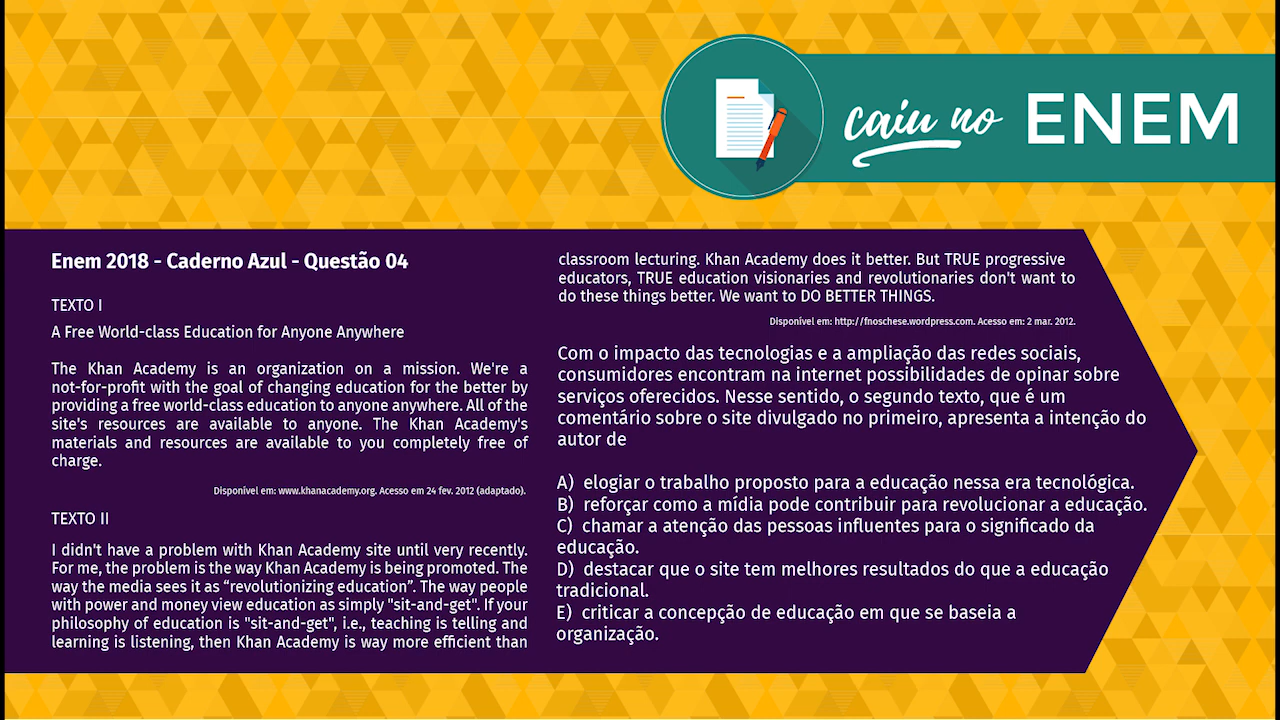 caiu no ENEM
Enem 2018 - Caderno Azul - Questão 04
TEXTO I
A Free World-class Education for Anyone Anywhere
The Khan Academy is an organization on a mission. We're a
not-for-profit with the goal of changing education for the better by
providing a free world-class education to anyone anywhere. All of the
site's resources are available to anyone. The Khan Academy's
materials and resources are available to you completely free of
charge.
Disponível em: www.khanacademy.org. Acesso em 24 fev. 2012 (adaptado).
TEXTO II
I didn't have a problem with Khan Academy site until very recently.
For me, the problem is the way Khan Academy is being promoted. The
way the media sees it as “revolutionizing education”. The way people
with power and money view education as simply "sit-and-get". If your
philosophy of education is "sit-and-get", i.e., teaching is telling and
learning is listening, then Khan Academy is way more efficient than
classroom lecturing. Khan Academy does it better. But TRUE progressive
educators, TRUE education visionaries and revolutionaries don't want to
do these things better. We want to DO BETTER THINGS.
Disponível em: http://fnoschese.wordpress.com. Acesso em: 2 mar. 2012.
Com o impacto das tecnologias e a ampliação das redes sociais,
consumidores encontram na internet possibilidades de opinar sobre
serviços oferecidos. Nesse sentido, o segundo texto, que é um
comentário sobre o site divulgado no primeiro, apresenta a intenção do
autor de
A) elogiar o trabalho proposto para a educação nessa era tecnológica.
B) reforçar como a mídia pode contribuir para revolucionar a educação.
C) chamar a atenção das pessoas influentes para o significado da
educação.
D) destacar que o site tem melhores resultados do que a educação
tradicional.
E) criticar a concepção de educação em que se baseia a
organização.